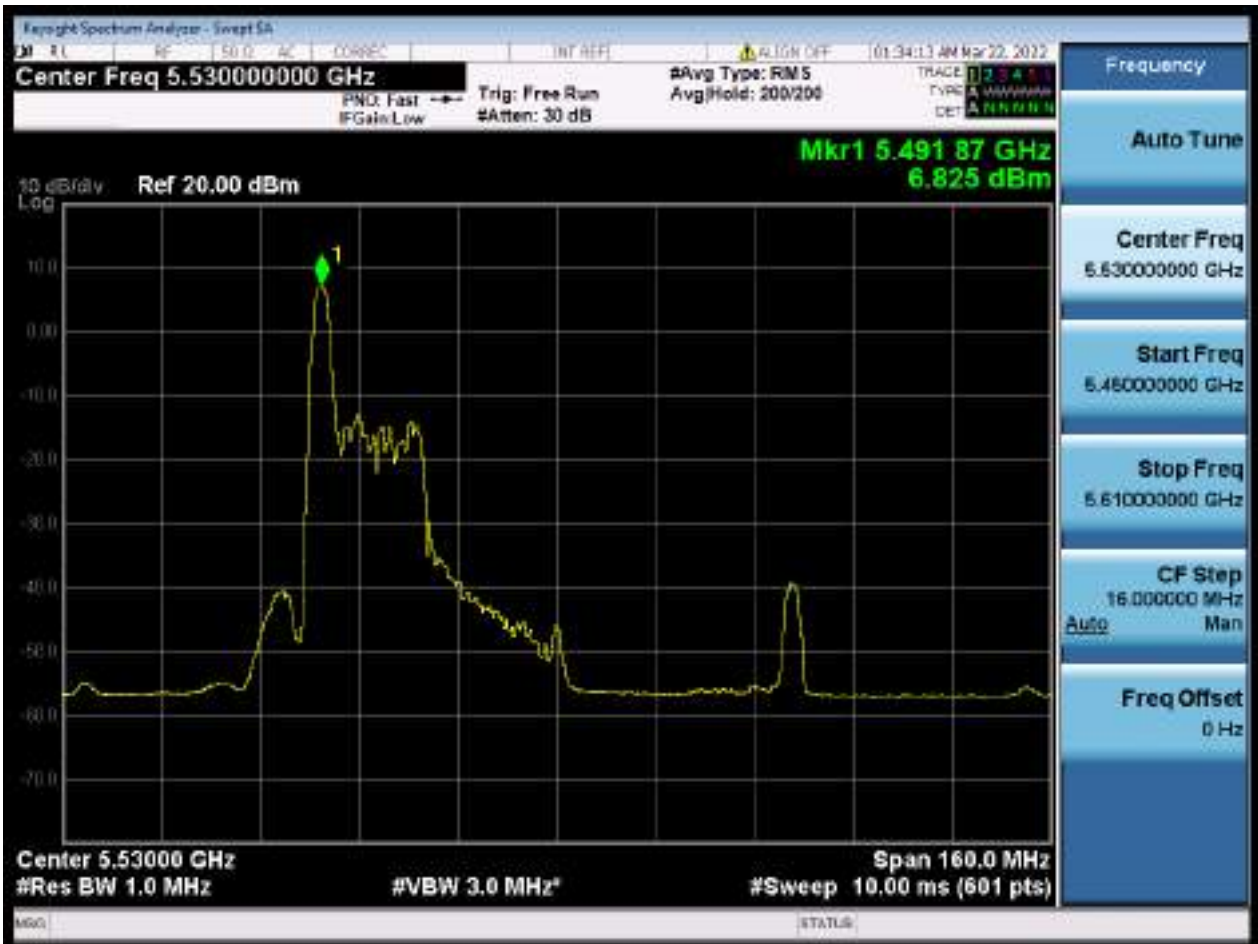 Keysight Spectrum Analyzer - Swept SA
RL RF 50 Ω AC CORREC INT REF ALIGN OFF 01:34:13 AM Mar 22, 2022
Center Freq 5.530000000 GHz
PNO: Fast
IFGain:Low
Trig: Free Run
#Atten: 30 dB
#Avg Type: RMS
Avg|Hold: 200/200
TRACE 1 2 3 4 5 6
TYPE A WWWWW
DET A N N N N N
Mkr1 5.491 87 GHz
6.825 dBm
10 dB/div Ref 20.00 dBm
Log
10.0
0.00
-10.0
-20.0
-30.0
-40.0
-50.0
-60.0
-70.0
1
Center 5.53000 GHz
Span 160.0 MHz
#Res BW 1.0 MHz
#VBW 3.0 MHz*
#Sweep 10.00 ms (601 pts)
MSG
STATUS
Frequency
Auto Tune
Center Freq
5.530000000 GHz
Start Freq
5.450000000 GHz
Stop Freq
5.610000000 GHz
CF Step
16.000000 MHz
Auto Man
Freq Offset
0 Hz